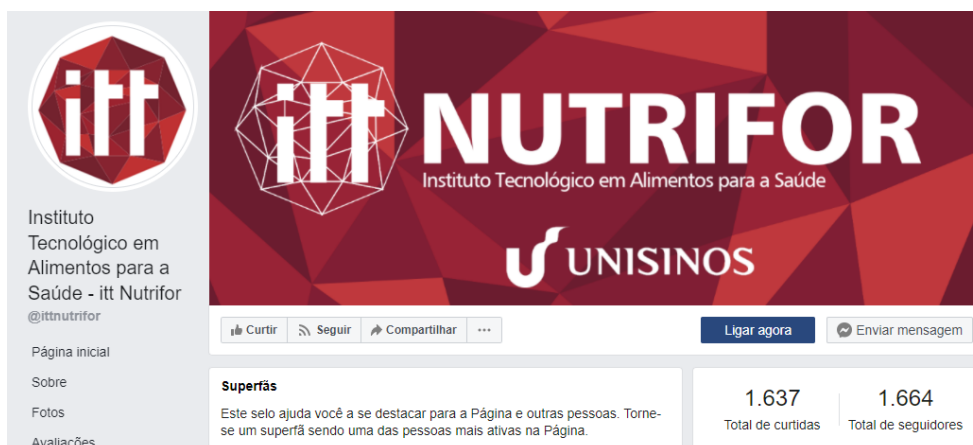 itt
Instituto
Tecnológico em
Alimentos para a
Saúde - itt Nutrifor
@ittnutrifor
Página inicial
Sobre
Fotos
Avaliações
itt NUTRIFOR
Instituto Tecnológico em Alimentos para a Saúde
UNISINOS
Curtir Seguir Compartilhar ...
Ligar agora Enviar mensagem
Superfãs
Este selo ajuda você a se destacar para a Página e outras pessoas. Torne-
se um superfã sendo uma das pessoas mais ativas na Página.
1.637 1.664
Total de curtidas Total de seguidores